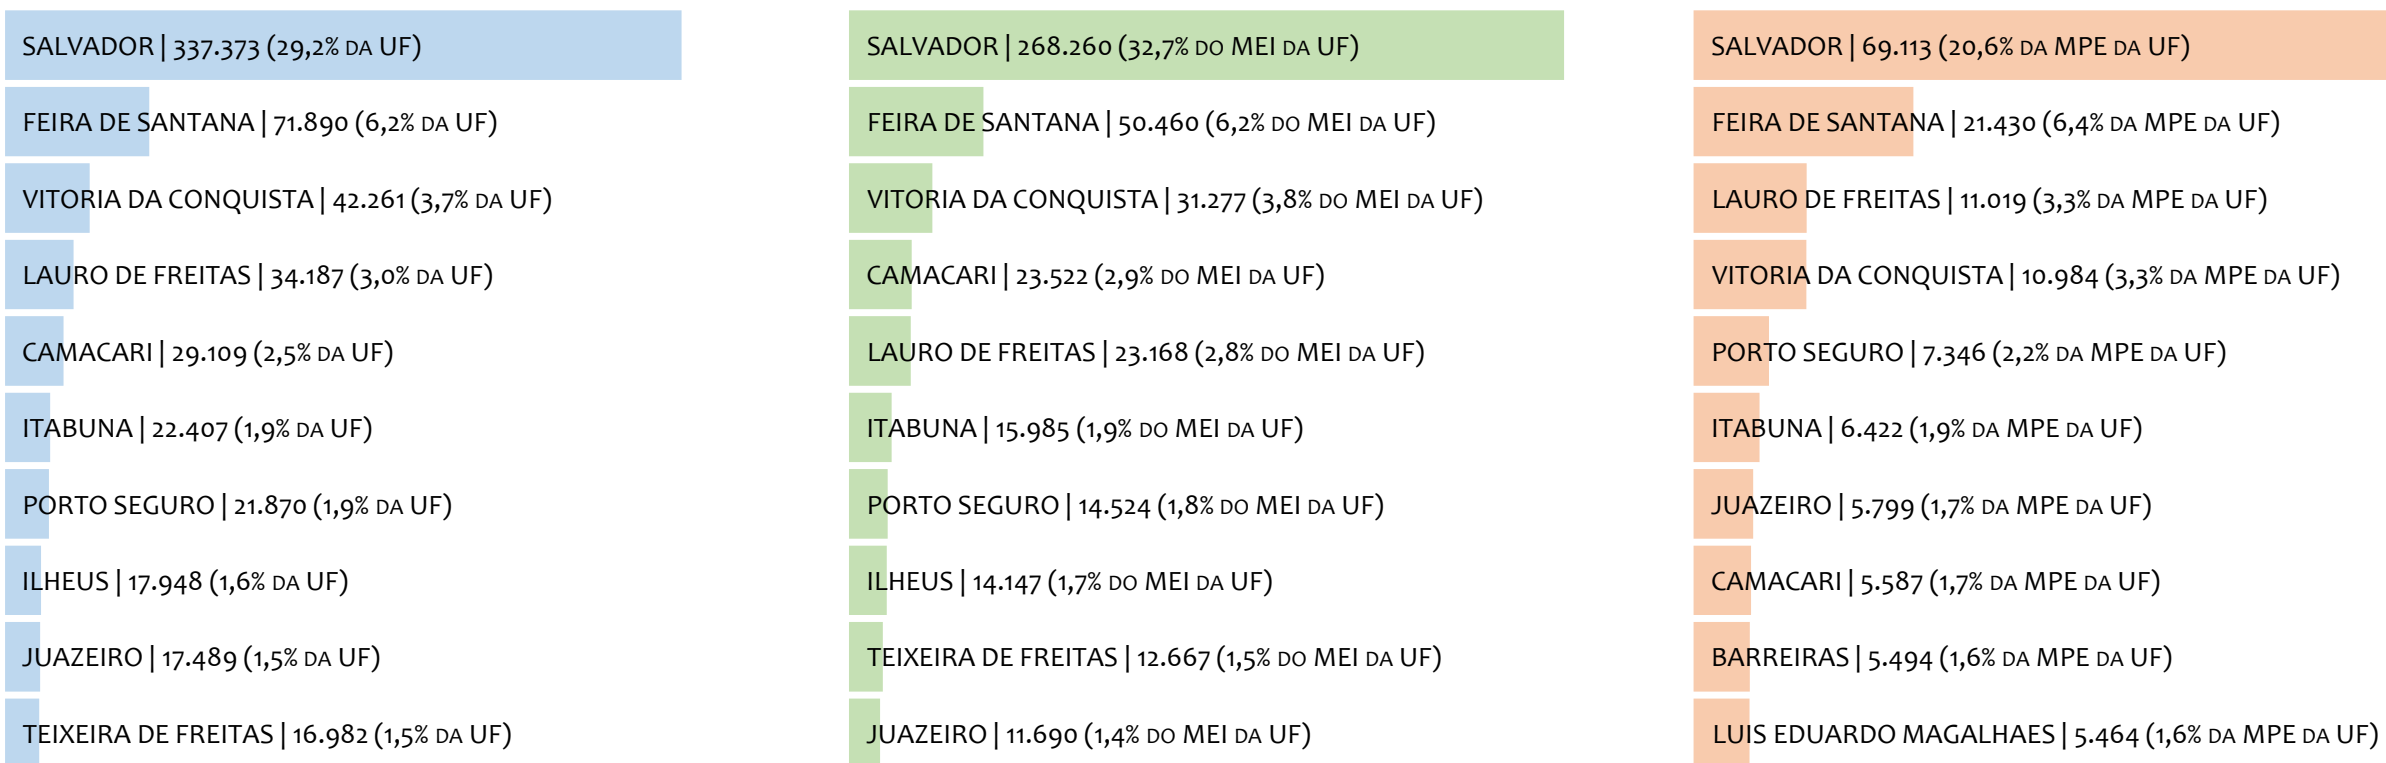 SALVADOR | 337.373 (29,2% DA UF)
FEIRA DE SANTANA | 71.890 (6,2% DA UF)
VITORIA DA CONQUISTA | 42.261 (3,7% DA UF)
LAURO DE FREITAS | 34.187 (3,0% DA UF)
CAMACARI | 29.109 (2,5% DA UF)
ITABUNA | 22.407 (1,9% DA UF)
PORTO SEGURO | 21.870 (1,9% DA UF)
ILHEUS | 17.948 (1,6% DA UF)
JUAZEIRO | 17.489 (1,5% DA UF)
TEIXEIRA DE FREITAS | 16.982 (1,5% DA UF)
SALVADOR | 268.260 (32,7% DO MEI DA UF)
FEIRA DE SANTANA | 50.460 (6,2% DO MEI DA UF)
VITORIA DA CONQUISTA | 31.277 (3,8% DO MEI DA UF)
CAMACARI | 23.522 (2,9% DO MEI DA UF)
LAURO DE FREITAS | 23.168 (2,8% DO MEI DA UF)
ITABUNA | 15.985 (1,9% DO MEI DA UF)
PORTO SEGURO | 14.524 (1,8% DO MEI DA UF)
ILHEUS | 14.147 (1,7% DO MEI DA UF)
TEIXEIRA DE FREITAS | 12.667 (1,5% DO MEI DA UF)
JUAZEIRO | 11.690 (1,4% DO MEI DA UF)
SALVADOR | 69.113 (20,6% DA MPE DA UF)
FEIRA DE SANTANA | 21.430 (6,4% DA MPE DA UF)
LAURO DE FREITAS | 11.019 (3,3% DA MPE DA UF)
VITORIA DA CONQUISTA | 10.984 (3,3% DA MPE DA UF)
PORTO SEGURO | 7.346 (2,2% DA MPE DA UF)
ITABUNA | 6.422 (1,9% DA MPE DA UF)
JUAZEIRO | 5.799 (1,7% DA MPE DA UF)
CAMACARI | 5.587 (1,7% DA MPE DA UF)
BARREIRAS | 5.494 (1,6% DA MPE DA UF)
LUIS EDUARDO MAGALHAES | 5.464 (1,6% DA MPE DA UF)